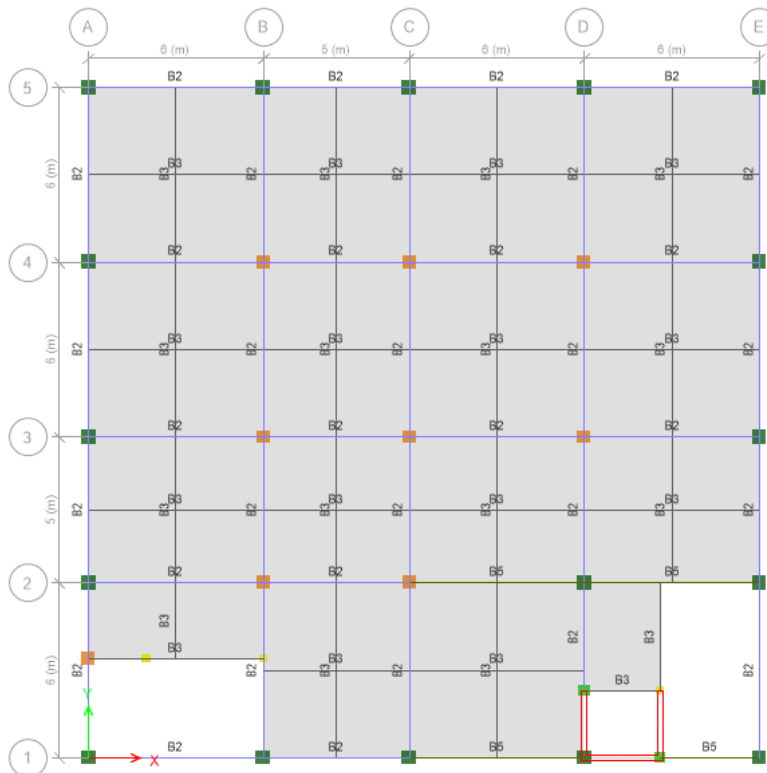 A B C D E
6 (m) 5 (m) 6 (m) 6 (m)
B2 B2 B2 B2
5
B3 B3 B3 B3
6 (m) B2 B3 B2 B3 B2 B3 B2 B3 B2
B2 B2 B2 B2
4
B3 B3 B3 B3
6 (m) B2 B3 B2 B3 B2 B3 B2 B3 B2
B2 B2 B2 B2
3
B3 B3 B3 B3
5 (m) B2 B3 B2 B3 B2 B3 B2 B3 B2
B2 B2 B5 B5
2
B3 B2 B3
B3 B3 B3
6 (m) B2 B2 B3 B2 B3 B2
B3
Y
B2 B2 B5 B5
1
X